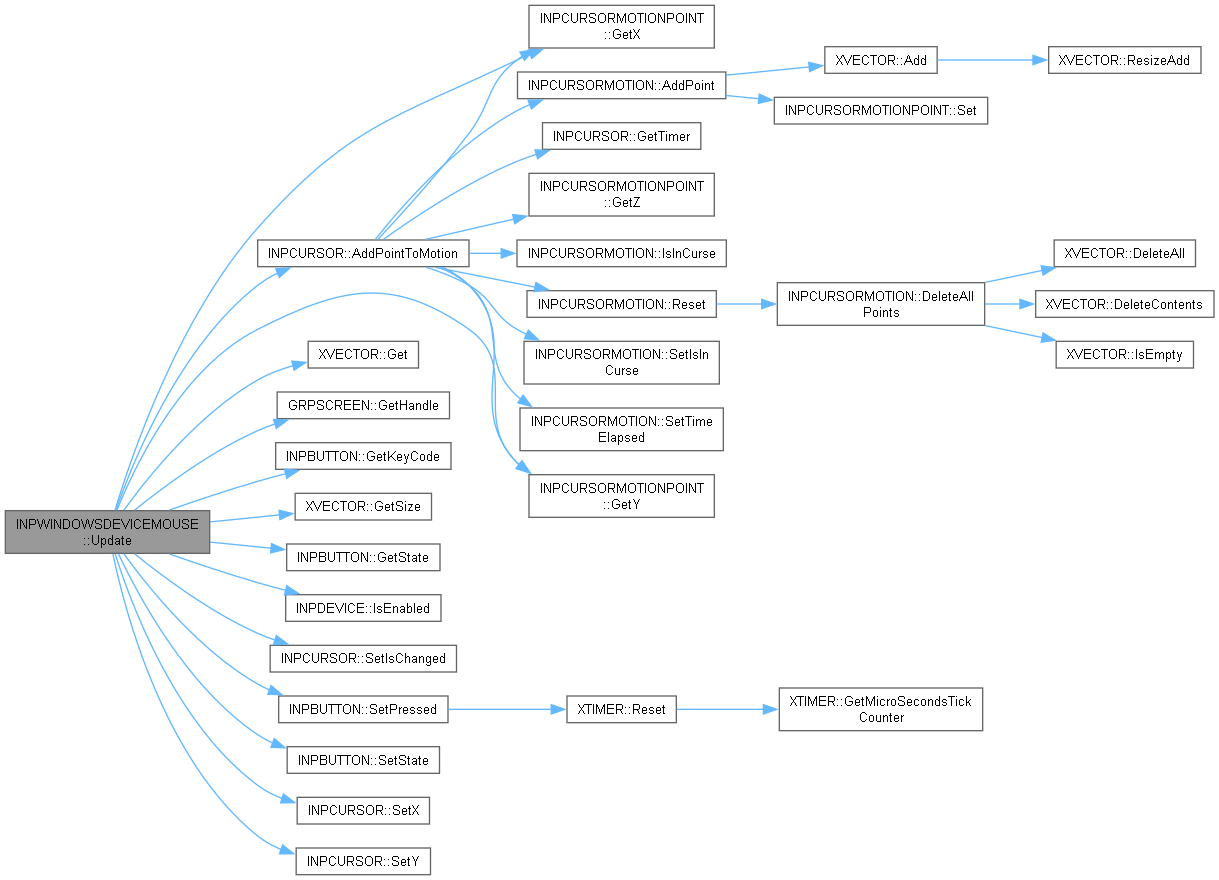 INPCURSORMOTIONPOINT
::GetX
XVECTOR::Add
XVECTOR::ResizeAdd
INPCURSORMOTION::AddPoint
INPCURSORMOTIONPOINT::Set
INPCURSOR::GetTimer
INPCURSORMOTIONPOINT
::GetZ
INPCURSOR::AddPointToMotion
INPCURSORMOTION::IsInCurse
XVECTOR::DeleteAll
INPCURSORMOTION::Reset
INPCURSORMOTION::DeleteAll
Points
XVECTOR::DeleteContents
XVECTOR::Get
INPCURSORMOTION::SetIsIn
Curse
XVECTOR::IsEmpty
GRPSCREEN::GetHandle
INPCURSORMOTION::SetTime
Elapsed
INPBUTTON::GetKeyCode
INPCURSORMOTIONPOINT
::GetY
XVECTOR::GetSize
INPWINDOWSDEVICEMOUSE
::Update
INPBUTTON::GetState
INPDEVICE::IsEnabled
INPCURSOR::SetIsChanged
INPBUTTON::SetPressed
XTIMER::Reset
XTIMER::GetMicroSecondsTick
Counter
INPBUTTON::SetState
INPCURSOR::SetX
INPCURSOR::SetY